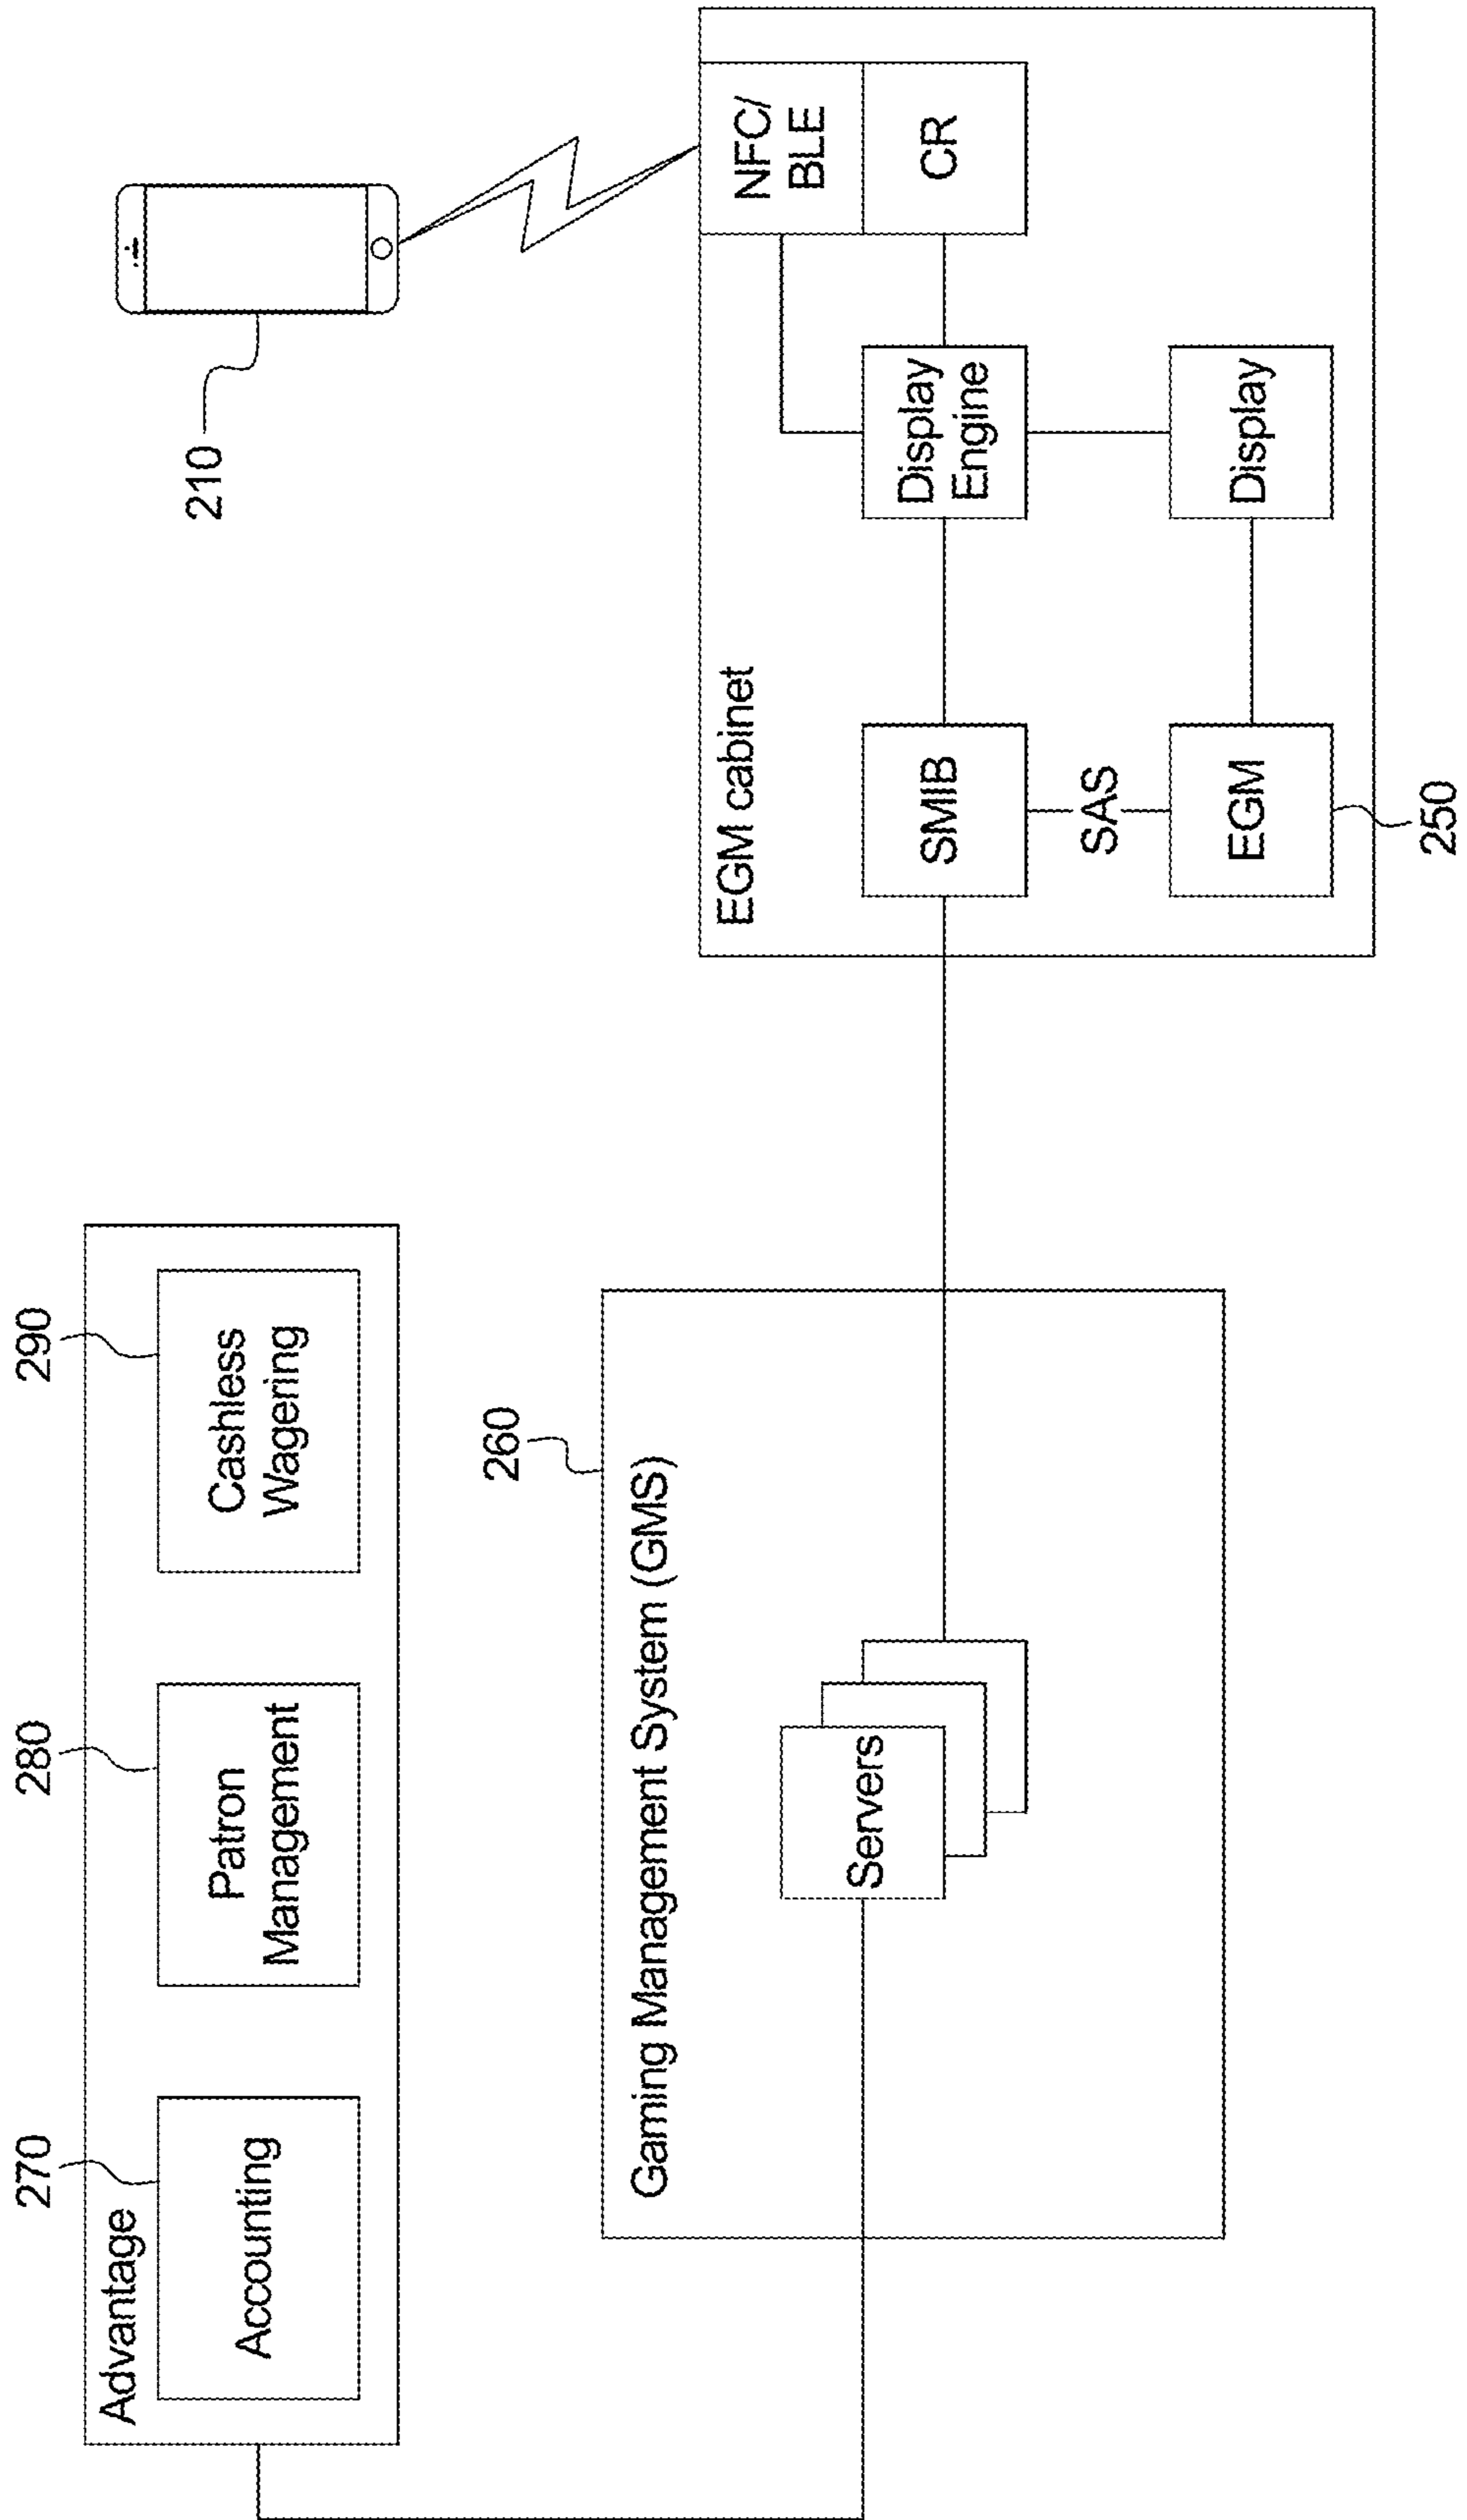 270
280
290
Advantage
Accounting
Patron
Management
Cashless
Wagering
210
260
Gaming Management System (GMS)
Servers
EGM cabinet
NFC/
BLE
CR
SMIB
Display
Engine
SAS
EGM
Display
250